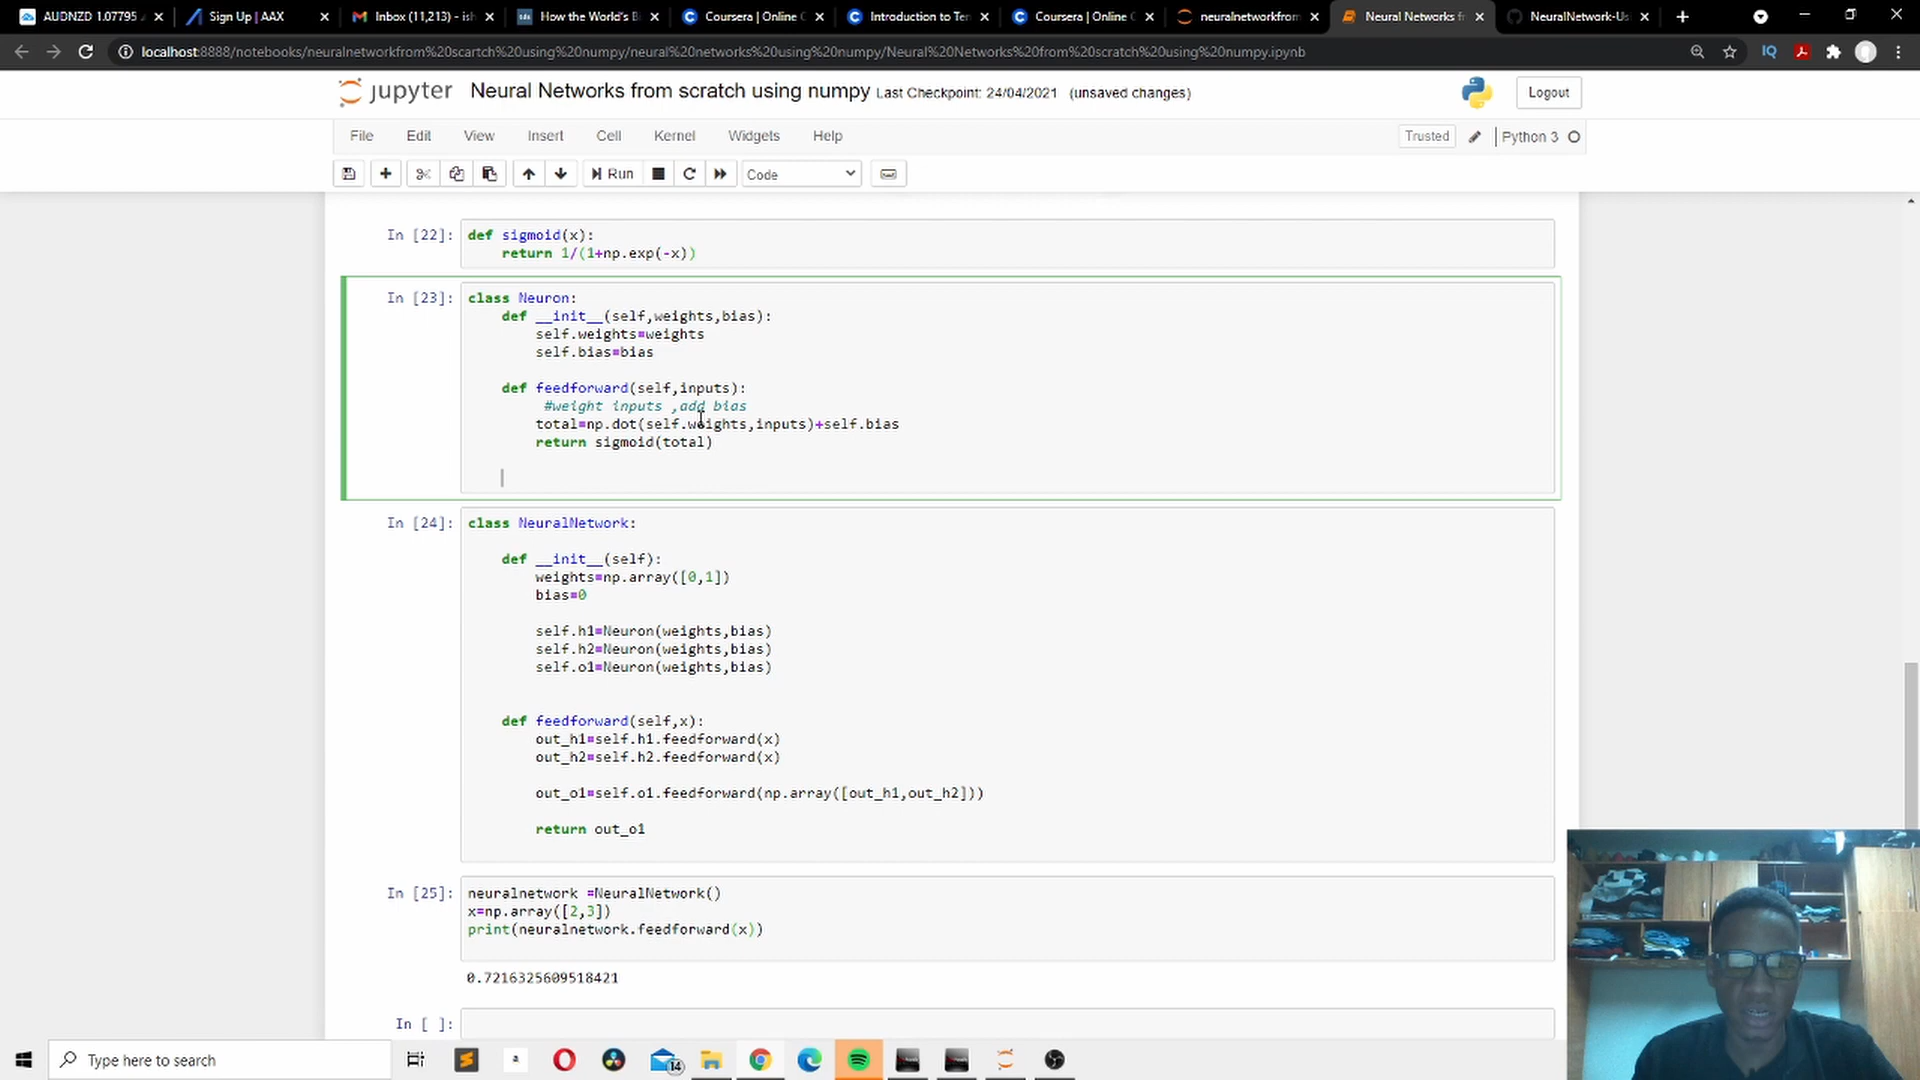 AUDNZD 1.07795
Sign Up | AAX
Inbox (11,213) - is
How the World's B
Coursera | Online C
Introduction to Ten
Coursera | Online C
neuralnetworkfrom
Neural Networks fr
NeuralNetwork-Us
localhost:8888/notebooks/neuralnetworkfrom%20scartch%20using%20numpy/neural%20networks%20using%20numpy/Neural%20Networks%20from%20scratch%20using%20numpy.ipynb
IQ
jupyter Neural Networks from scratch using numpy Last Checkpoint: 24/04/2021 (unsaved changes)
Logout
File Edit View Insert Cell Kernel Widgets Help
Trusted Python 3
Run Code
In [22]: def sigmoid(x):
return 1/(1+np.exp(-x))
In [23]: class Neuron:
def __init__(self,weights,bias):
self.weights=weights
self.bias=bias
def feedforward(self,inputs):
#weight inputs ,add bias
total=np.dot(self.weights,inputs)+self.bias
return sigmoid(total)
In [24]: class NeuralNetwork:
def __init__(self):
weights=np.array([0,1])
bias=0
self.h1=Neuron(weights,bias)
self.h2=Neuron(weights,bias)
self.o1=Neuron(weights,bias)
def feedforward(self,x):
out_h1=self.h1.feedforward(x)
out_h2=self.h2.feedforward(x)
out_o1=self.o1.feedforward(np.array([out_h1,out_h2]))
return out_o1
In [25]: neuralnetwork =NeuralNetwork()
x=np.array([2,3])
print(neuralnetwork.feedforward(x))
0.7216325609518421
In [ ]:
Type here to search
a
14